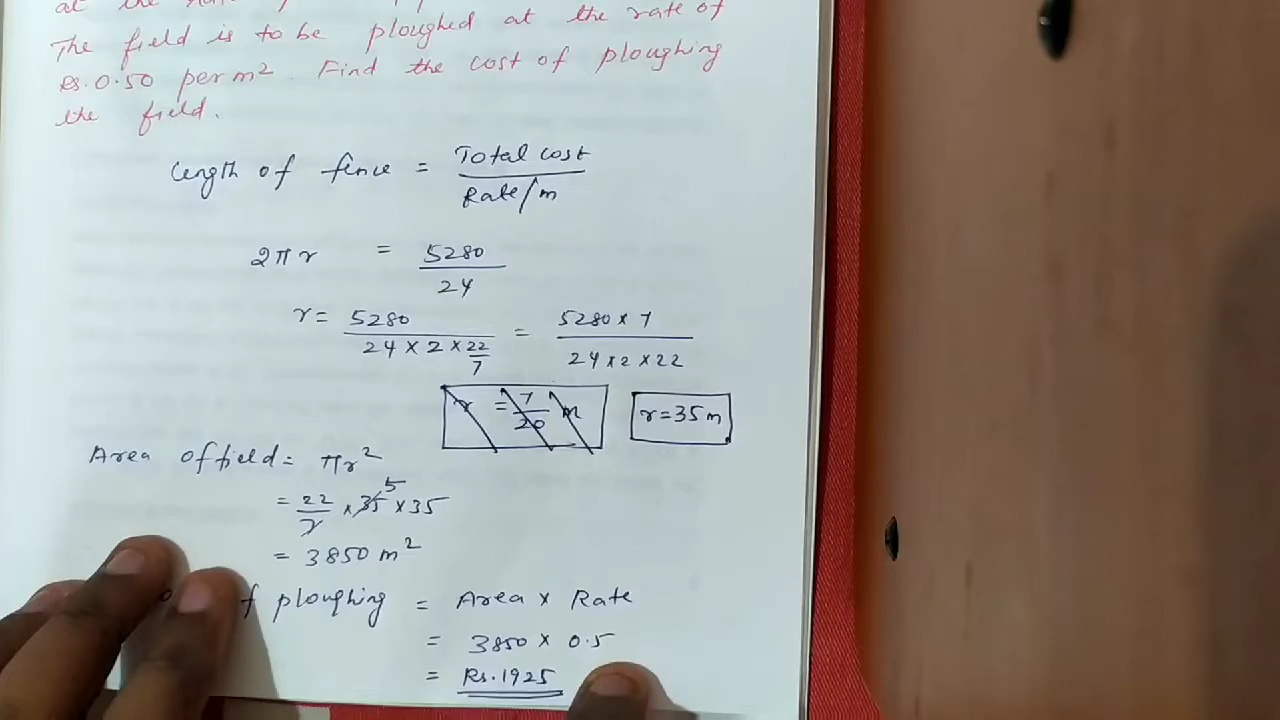 at the
The field is to be ploughed at the rate of
Rs.0.50 per m². Find the cost of ploughing
the field.
Length of fence = Total cost / Rate/m
2πr = 5280 / 24
r = 5280 / 24 × 2 × 22/7 = 5280 × 7 / 24 × 2 × 22
r = 7/20 m r = 35m
Area of field = πr²
= 22/7 × 35 5 × 35
= 3850 m²
f ploughing = Area × Rate
= 3850 × 0.5
= Rs.1925